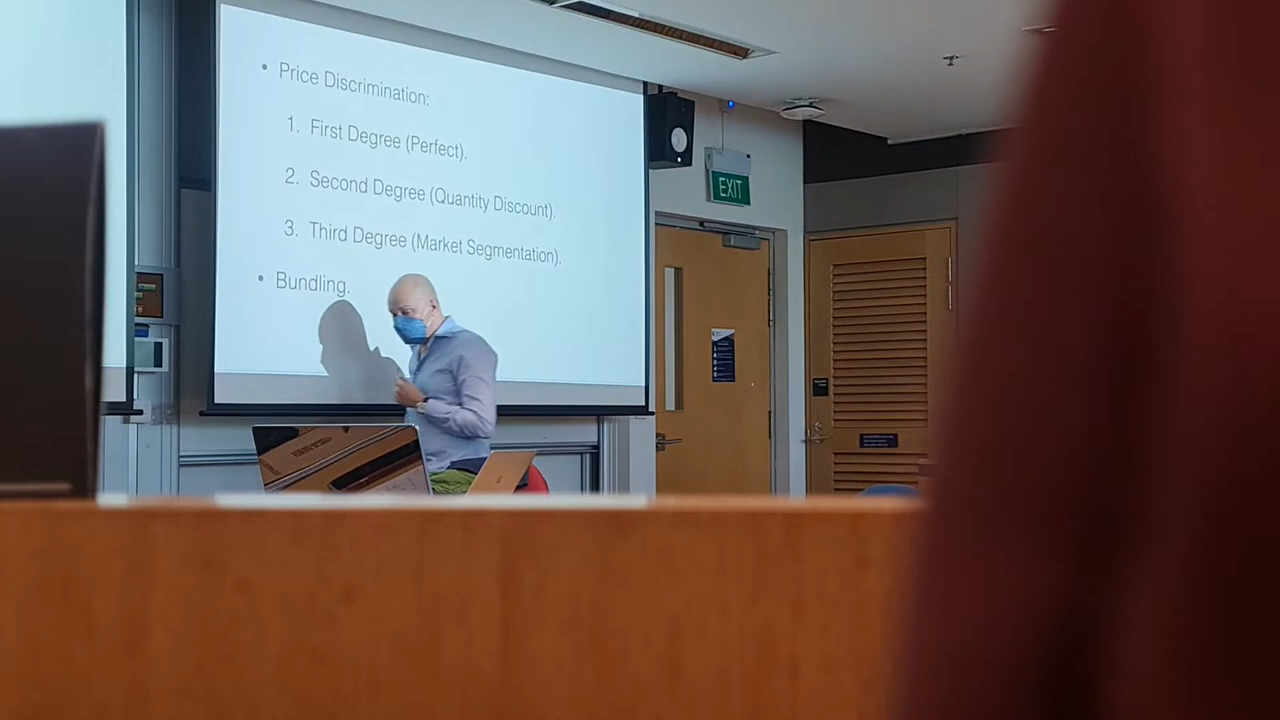 • Price Discrimination:
1. First Degree (Perfect).
2. Second Degree (Quantity Discount).
3. Third Degree (Market Segmentation).
• Bundling.
EXIT